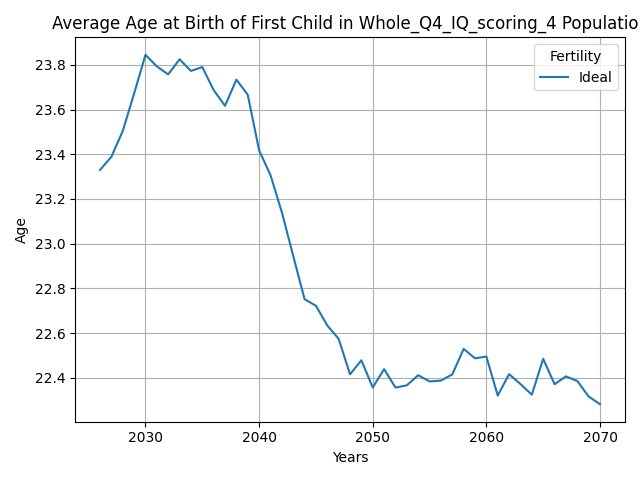 Average Age at Birth of First Child in Whole_Q4_IQ_scoring_4 Populatio
Fertility
Ideal
23.8
23.6
23.4
23.2
23.0
22.8
22.6
22.4
Age
2030 2040 2050 2060 2070
Years